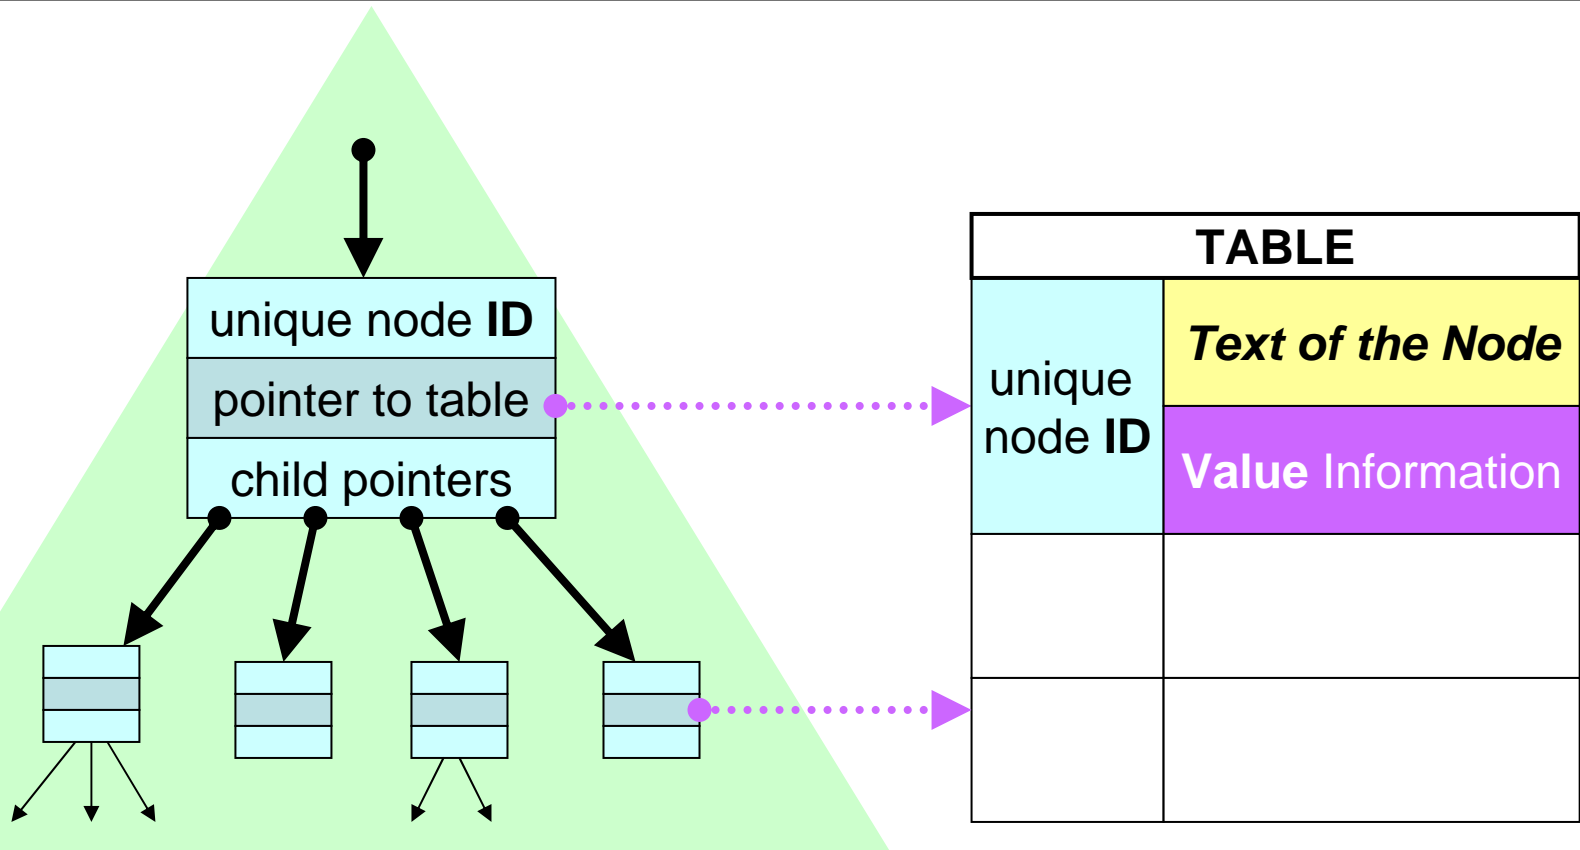 unique node ID
pointer to table
child pointers
TABLE
unique
node ID
Text of the Node
Value Information